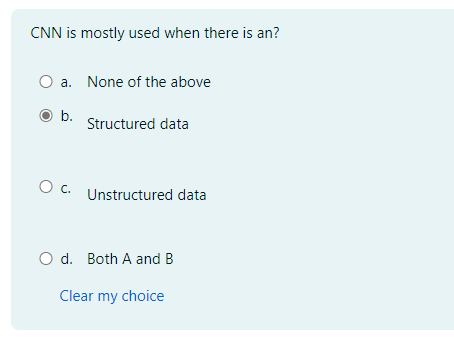 CNN is mostly used when there is an?
a. None of the above
b. Structured data
c. Unstructured data
d. Both A and B
Clear my choice